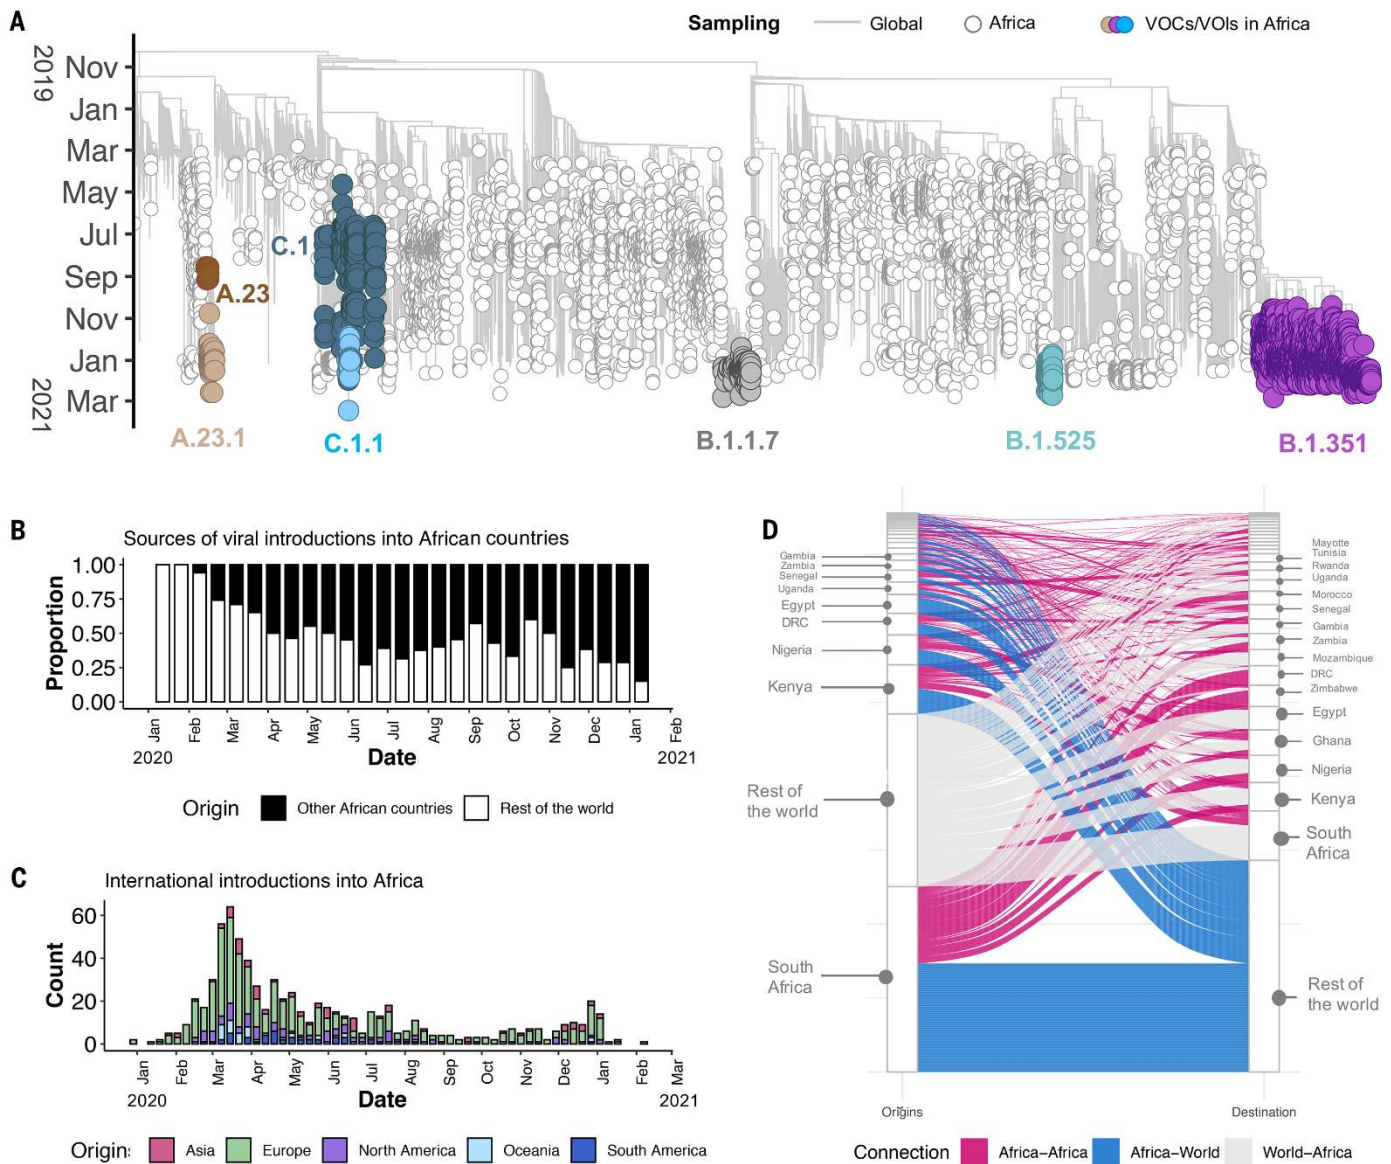 A
Sampling Global Africa VOCs/VOIs in Africa
2019
Nov
Jan
Mar
May
Jul
Sep
Nov
Jan
2021
Mar
C.1
A.23
A.23.1
C.1.1
B.1.1.7
B.1.525
B.1.351
B
Sources of viral introductions into African countries
Proportion
1.00
0.75
0.50
0.25
0.00
Jan Feb Mar Apr May Jun Jul Aug Sep Oct Nov Dec Jan Feb
2020 Date 2021
Origin Other African countries Rest of the world
C
International introductions into Africa
Count
60
40
20
0
Jan Feb Mar Apr May Jun Jul Aug Sep Oct Nov Dec Jan Feb Mar
2020 Date 2021
Origin: Asia Europe North America Oceania South America
D
Gambia
Zambia
Senegal
Uganda
Egypt
DRC
Nigeria
Kenya
Rest of
the world
South
Africa
Mayotte
Tunisia
Rwanda
Uganda
Morocco
Senegal
Gambia
Zambia
Mozambique
DRC
Zimbabwe
Egypt
Ghana
Nigeria
Kenya
South
Africa
Rest of
the world
Origins Destination
Connection Africa–Africa Africa–World World–Africa